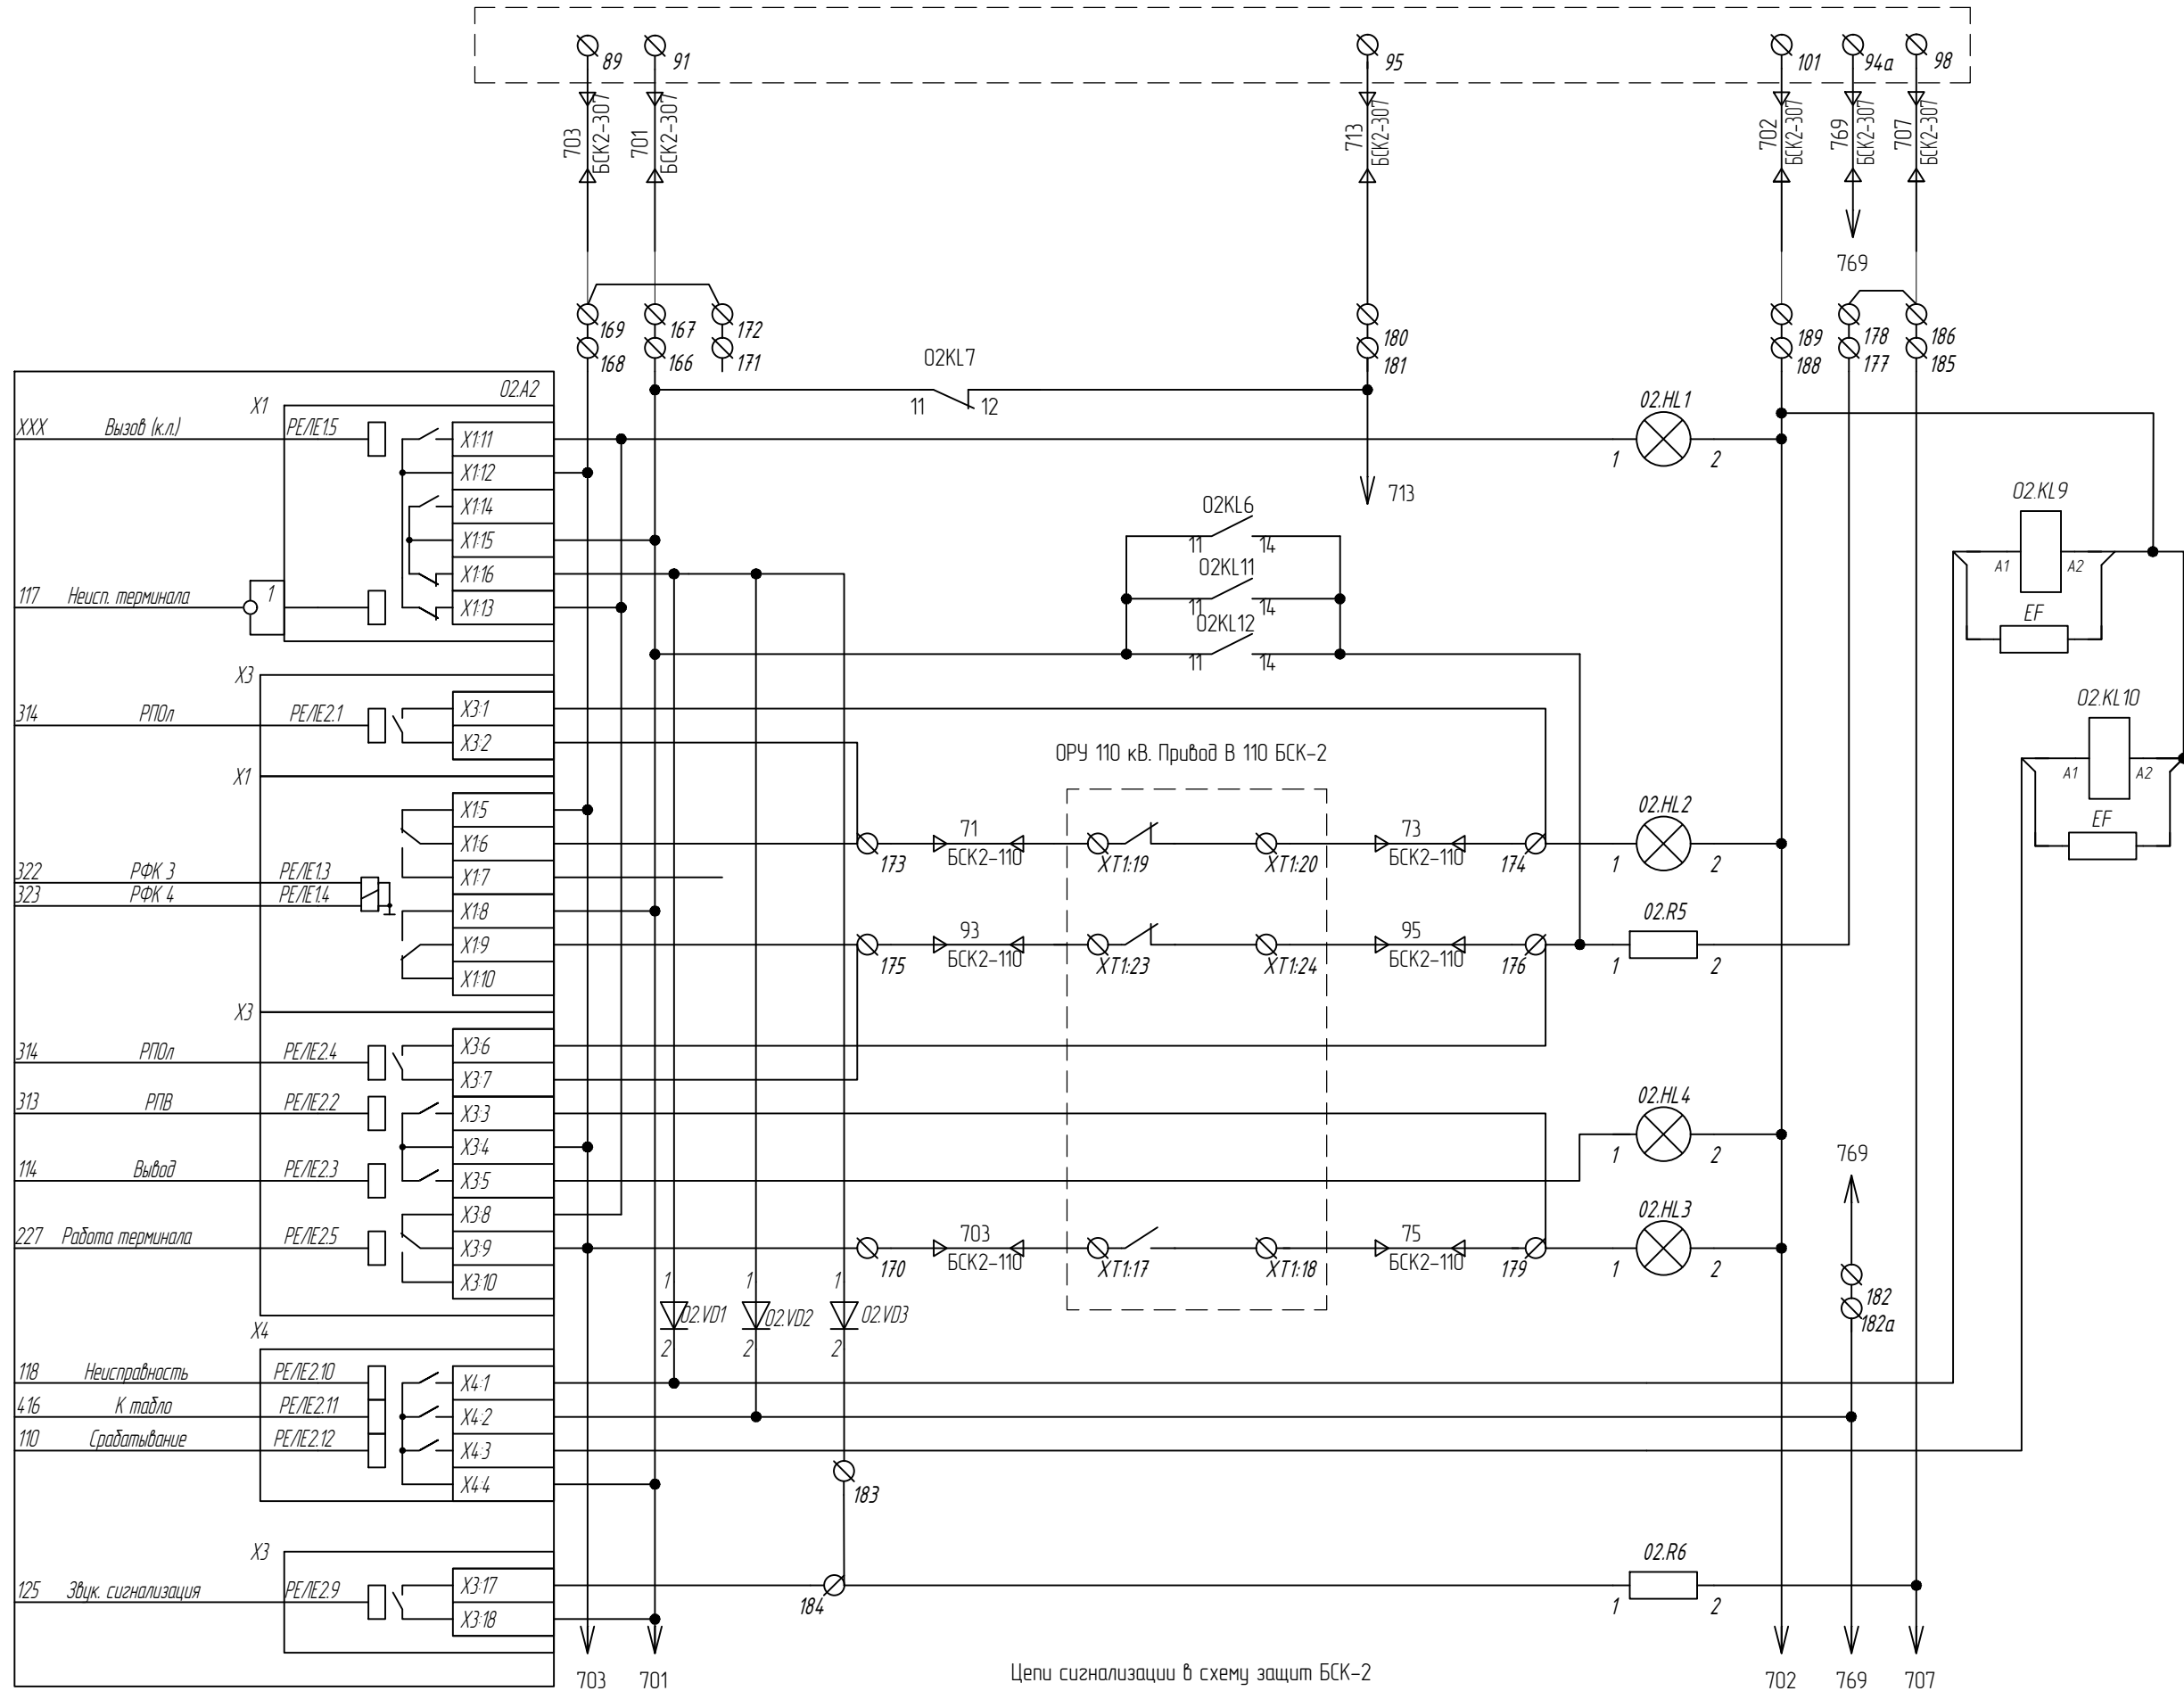 89
91
95
101
94а
98
703
БСК2-307
701
БСК2-307
713
БСК2-307
702
БСК2-307
769
БСК2-307
707
БСК2-307
769
169
167
172
180
189
178
186
168
166
171
181
188
177
185
02KL7
11
12
02.А2
X1
XXX
Вызов (к.л.)
РЕЛЕ1.5
X1:11
X1:12
X1:14
X1:15
X1:16
X1:13
117
Неисп. терминала
1
02.HL1
1
2
713
02KL6
11
14
02KL11
11
14
02KL12
11
14
02.KL9
A1
A2
EF
02.KL10
A1
A2
EF
X3
314
РПОл
РЕЛЕ2.1
X3:1
X3:2
ОРУ 110 кВ. Привод В 110 БСК-2
X1
X1:5
X1:6
X1:7
X1:8
X1:9
X1:10
322
РФК 3
РЕЛЕ1.3
323
РФК 4
РЕЛЕ1.4
173
71
БСК2-110
XT1:19
XT1:20
73
БСК2-110
174
02.HL2
1
2
175
93
БСК2-110
XT1:23
XT1:24
95
БСК2-110
176
02.R5
1
2
X3
314
РПОл
РЕЛЕ2.4
X3:6
X3:7
313
РПВ
РЕЛЕ2.2
X3:3
X3:4
114
Вывод
РЕЛЕ2.3
X3:5
X3:8
227
Работа терминала
РЕЛЕ2.5
X3:9
X3:10
02.HL4
1
2
769
170
703
БСК2-110
XT1:17
XT1:18
75
БСК2-110
179
02.HL3
1
2
182
182а
1
02.VD1
2
1
02.VD2
2
1
02.VD3
2
X4
118
Неисправность
РЕЛЕ2.10
X4:1
416
К табло
РЕЛЕ2.11
X4:2
110
Срабатывание
РЕЛЕ2.12
X4:3
X4:4
183
X3
125
Звук. сигнализация
РЕЛЕ2.9
X3:17
X3:18
184
02.R6
1
2
703
701
Цепи сигнализации в схему защит БСК-2
702
769
707